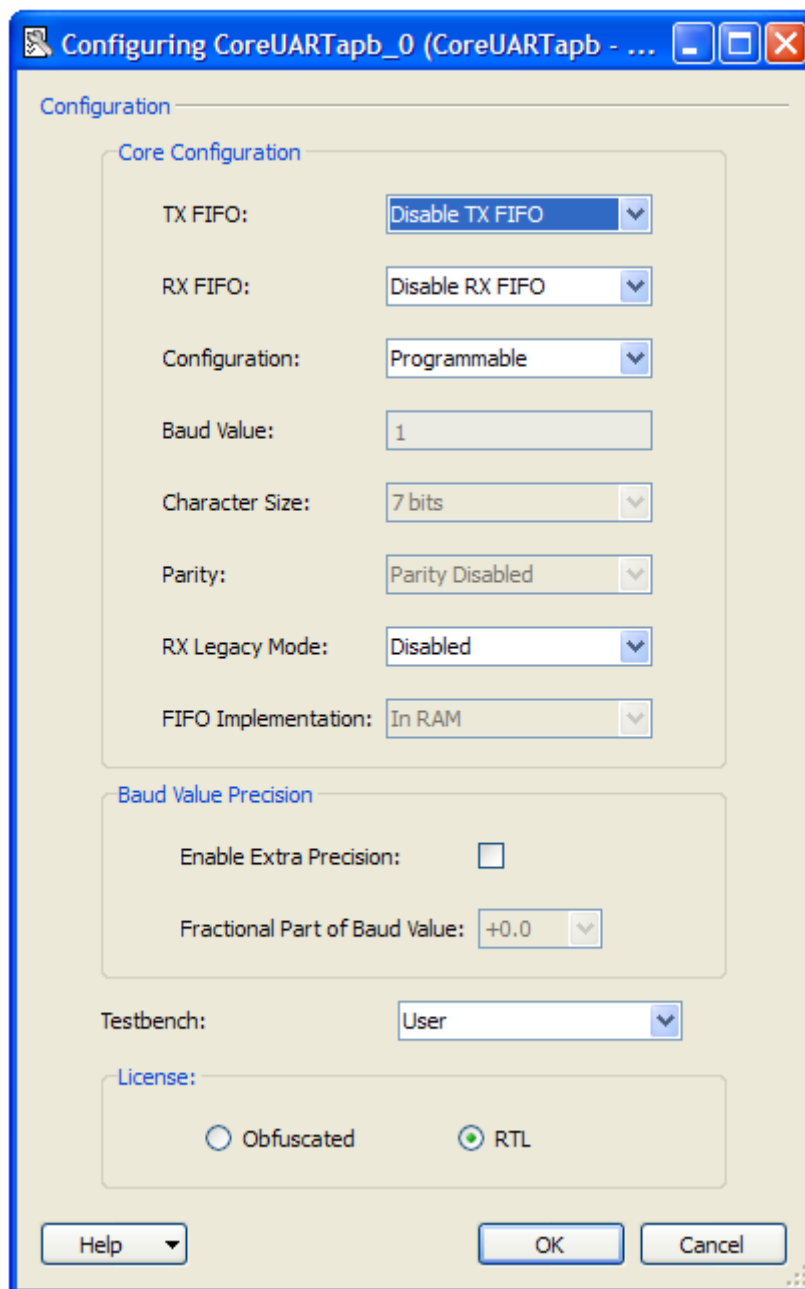 Configuring CoreUARTapb_0 (CoreUARTapb - ...
Configuration
Core Configuration
TX FIFO: Disable TX FIFO
RX FIFO: Disable RX FIFO
Configuration: Programmable
Baud Value: 1
Character Size: 7 bits
Parity: Parity Disabled
RX Legacy Mode: Disabled
FIFO Implementation: In RAM
Baud Value Precision
Enable Extra Precision:
Fractional Part of Baud Value: +0.0
Testbench: User
License:
Obfuscated RTL
Help OK Cancel